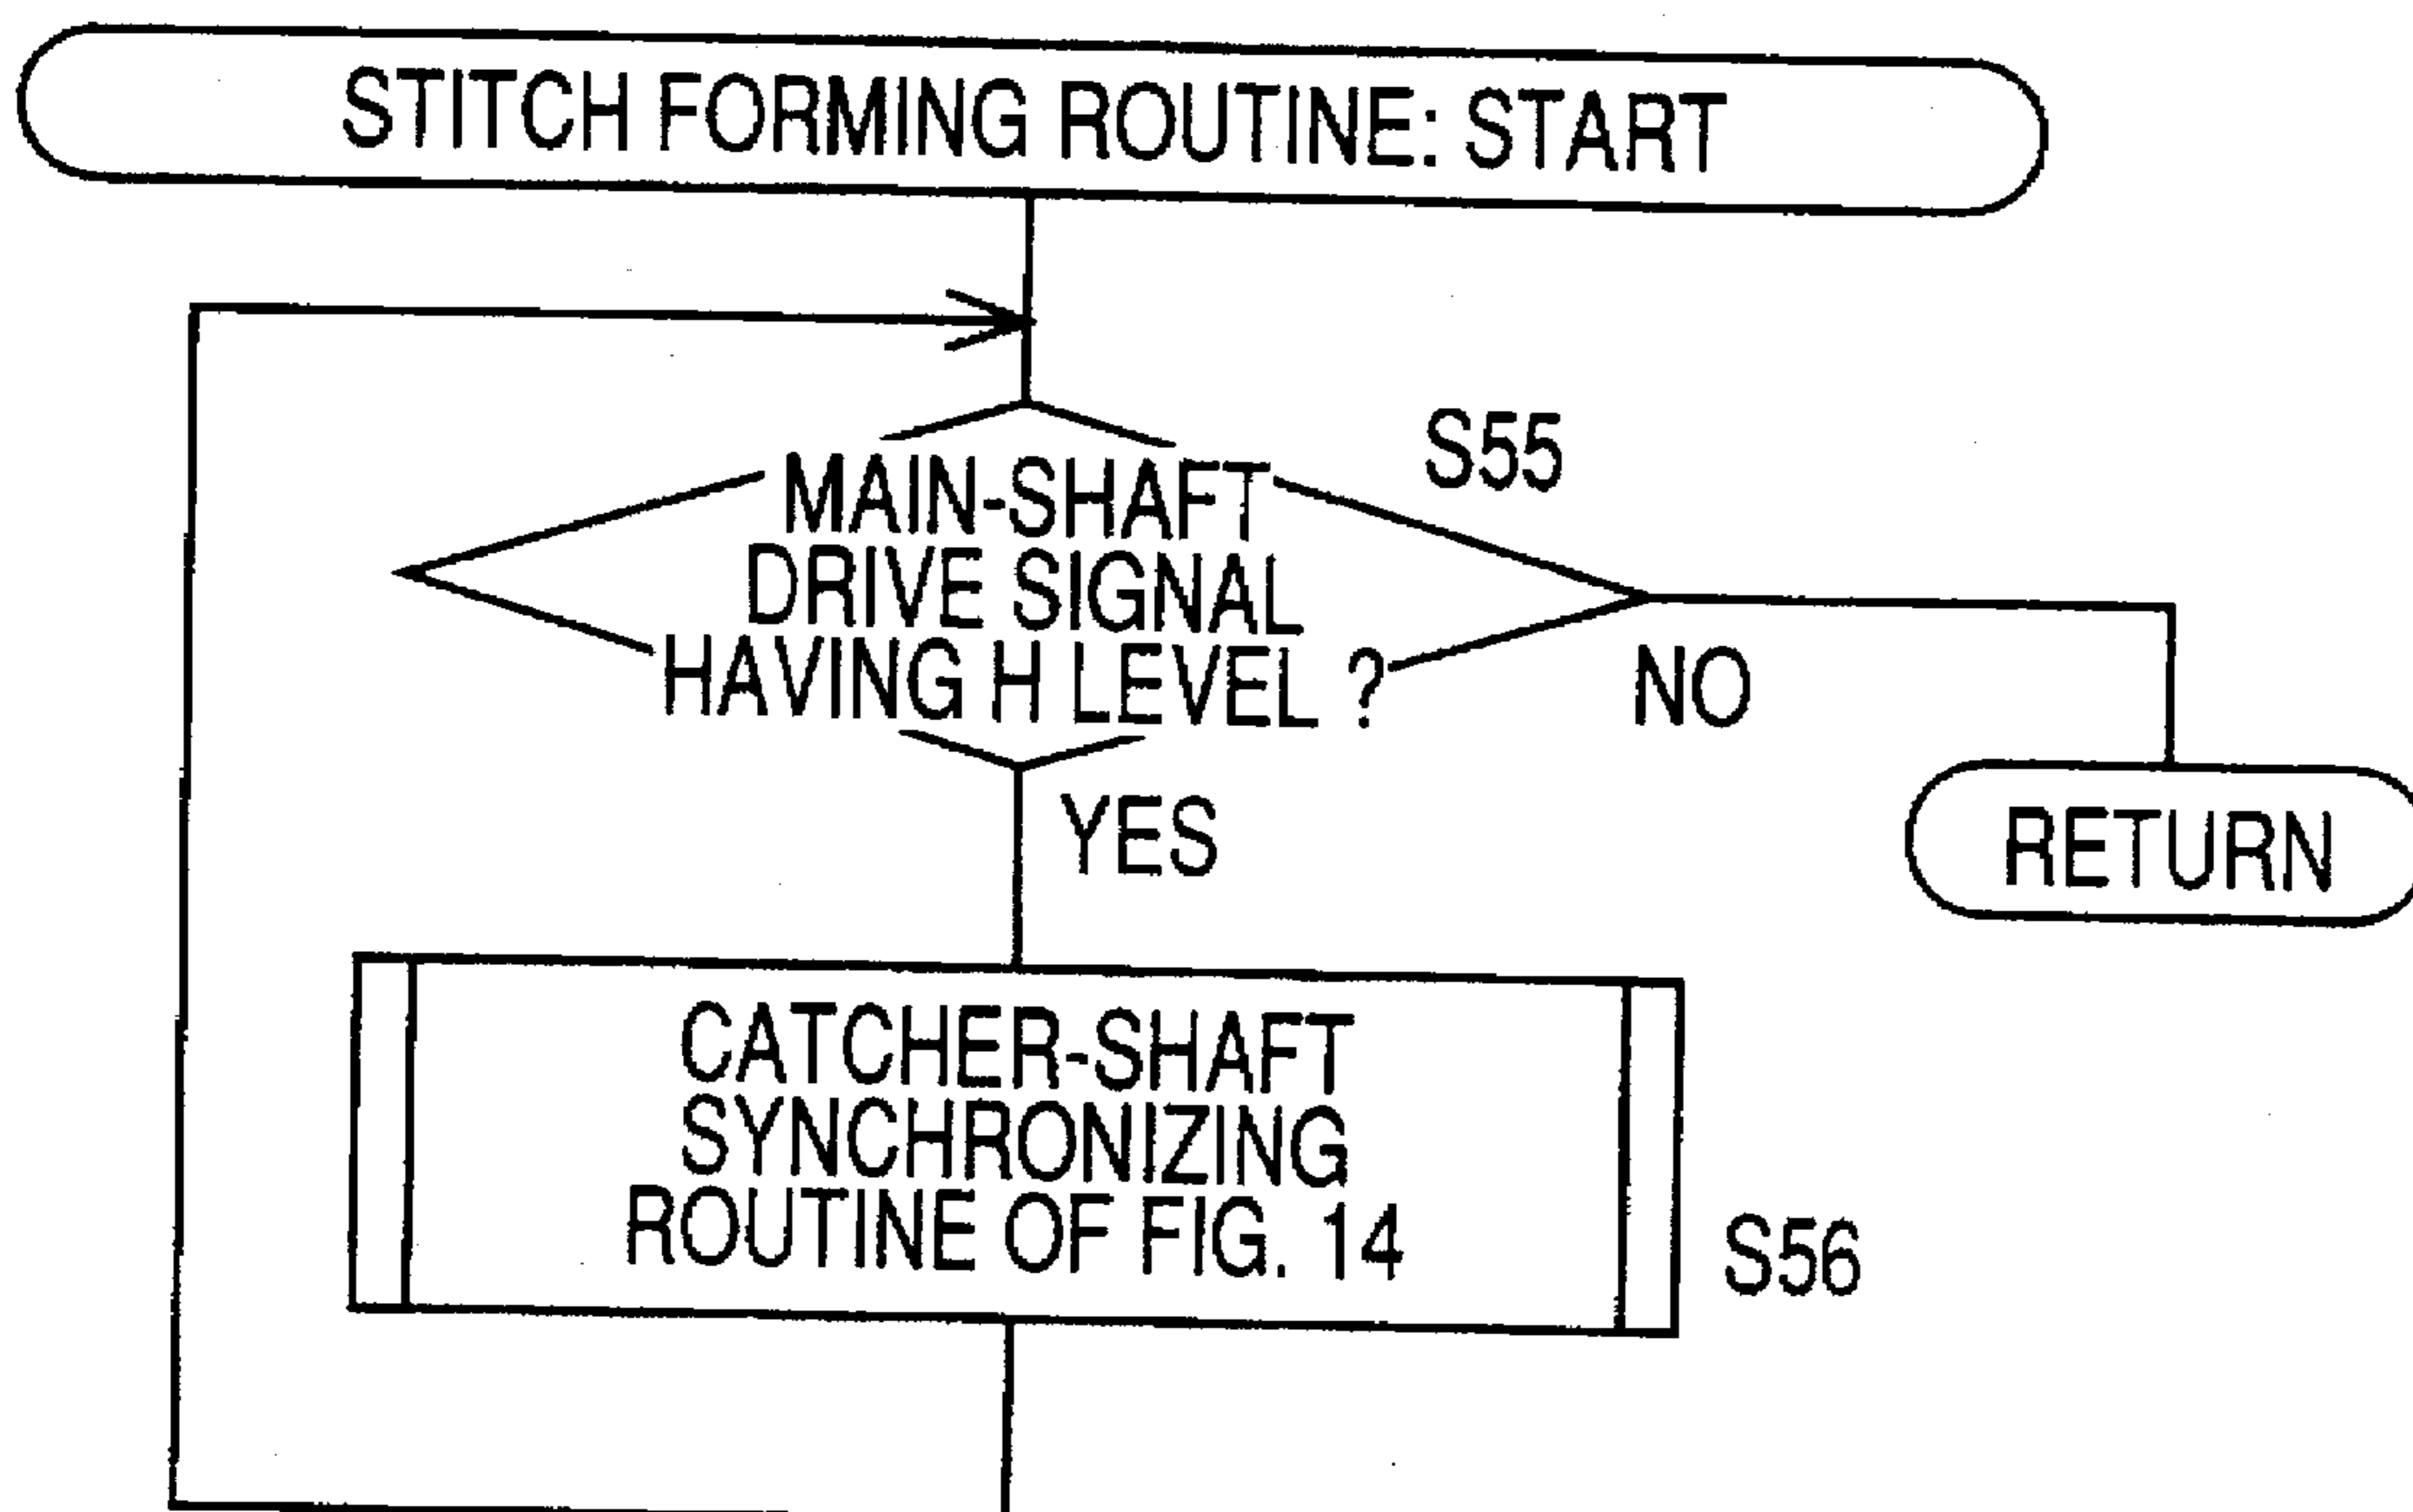 STITCH FORMING ROUTINE: START
S55
MAIN-SHAFT
DRIVE SIGNAL
HAVING H LEVEL ?
NO
YES
RETURN
CATCHER-SHAFT
SYNCHRONIZING
ROUTINE OF FIG. 14
S56